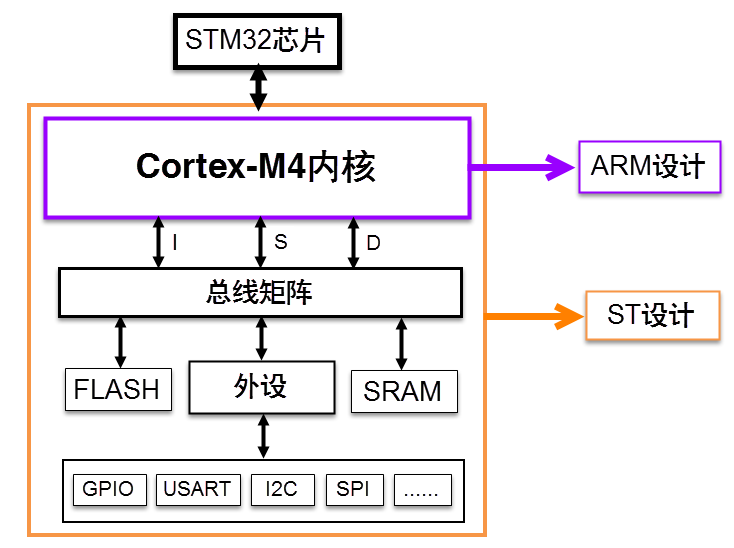 STM32芯片
Cortex-M4内核
ARM设计
I
S
D
总线矩阵
ST设计
FLASH
外设
SRAM
GPIO
USART
I2C
SPI
......